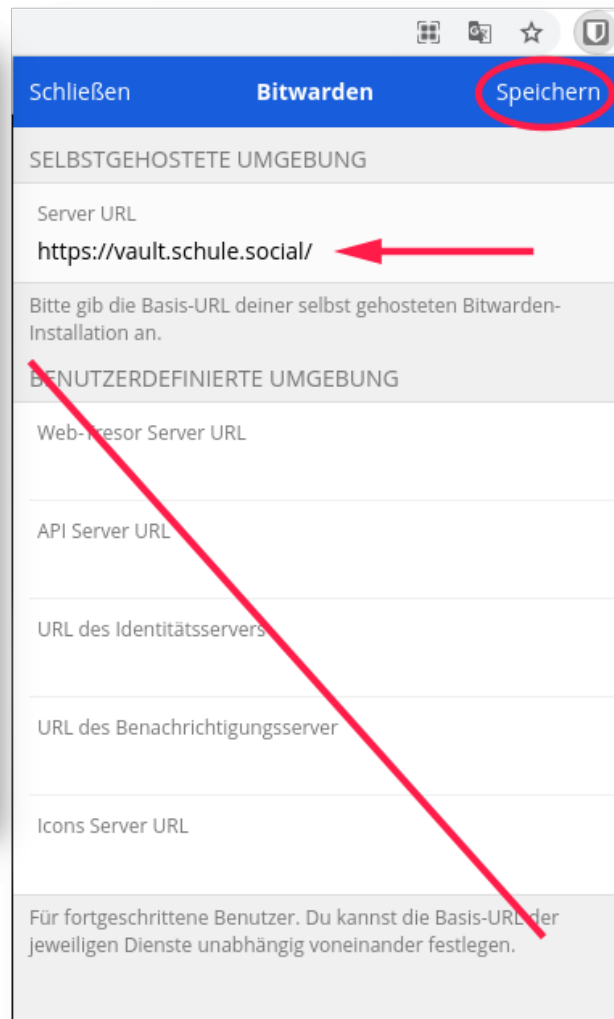 Schließen Bitwarden Speichern
SELBSTGEHOSTETE UMGEBUNG
Server URL
https://vault.schule.social/
Bitte gib die Basis-URL deiner selbst gehosteten Bitwarden-
Installation an.
BENUTZERDEFINIERTE UMGEBUNG
Web-Tresor Server URL
API Server URL
URL des Identitätsservers
URL des Benachrichtigungsserver
Icons Server URL
Für fortgeschrittene Benutzer. Du kannst die Basis-URL der
jeweiligen Dienste unabhängig voneinander festlegen.